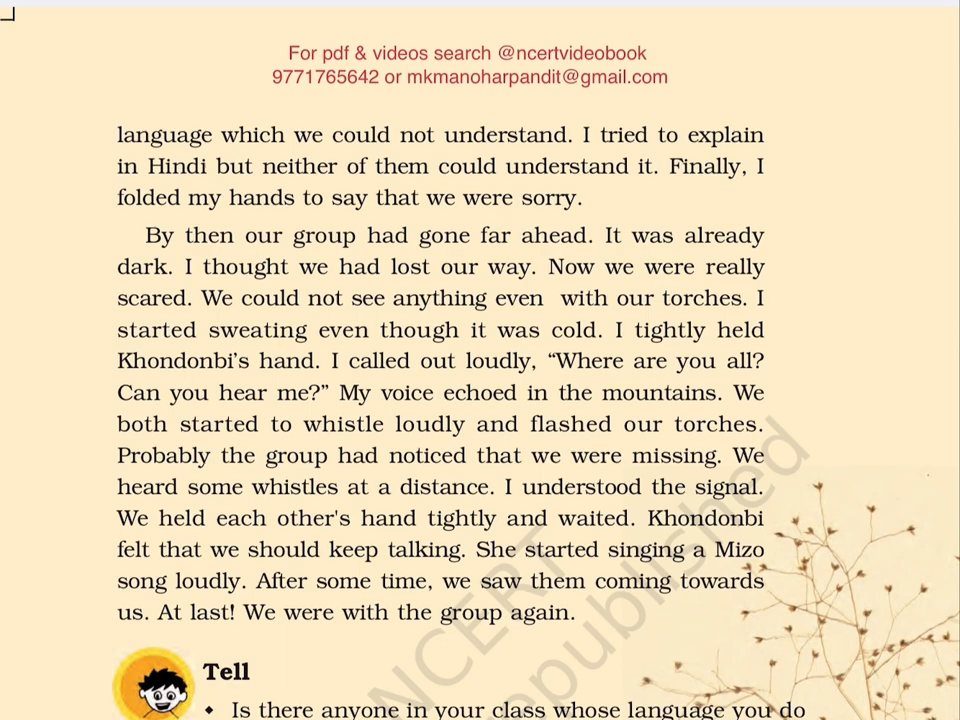 For pdf & videos search @ncertvideobook
9771765642 or mkmanoharpandit@gmail.com
language which we could not understand. I tried to explain
in Hindi but neither of them could understand it. Finally, I
folded my hands to say that we were sorry.
By then our group had gone far ahead. It was already
dark. I thought we had lost our way. Now we were really
scared. We could not see anything even with our torches. I
started sweating even though it was cold. I tightly held
Khondonbi's hand. I called out loudly, “Where are you all?
Can you hear me?” My voice echoed in the mountains. We
both started to whistle loudly and flashed our torches.
Probably the group had noticed that we were missing. We
heard some whistles at a distance. I understood the signal.
We held each other's hand tightly and waited. Khondonbi
felt that we should keep talking. She started singing a Mizo
song loudly. After some time, we saw them coming towards
us. At last! We were with the group again.
NCERT
published
Tell
◆ Is there anyone in your class whose language you do